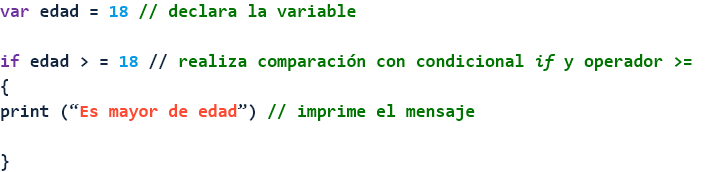 var edad = 18 // declara la variable
if edad > = 18 // realiza comparación con condicional if y operador >=
{
print (“Es mayor de edad”) // imprime el mensaje
}